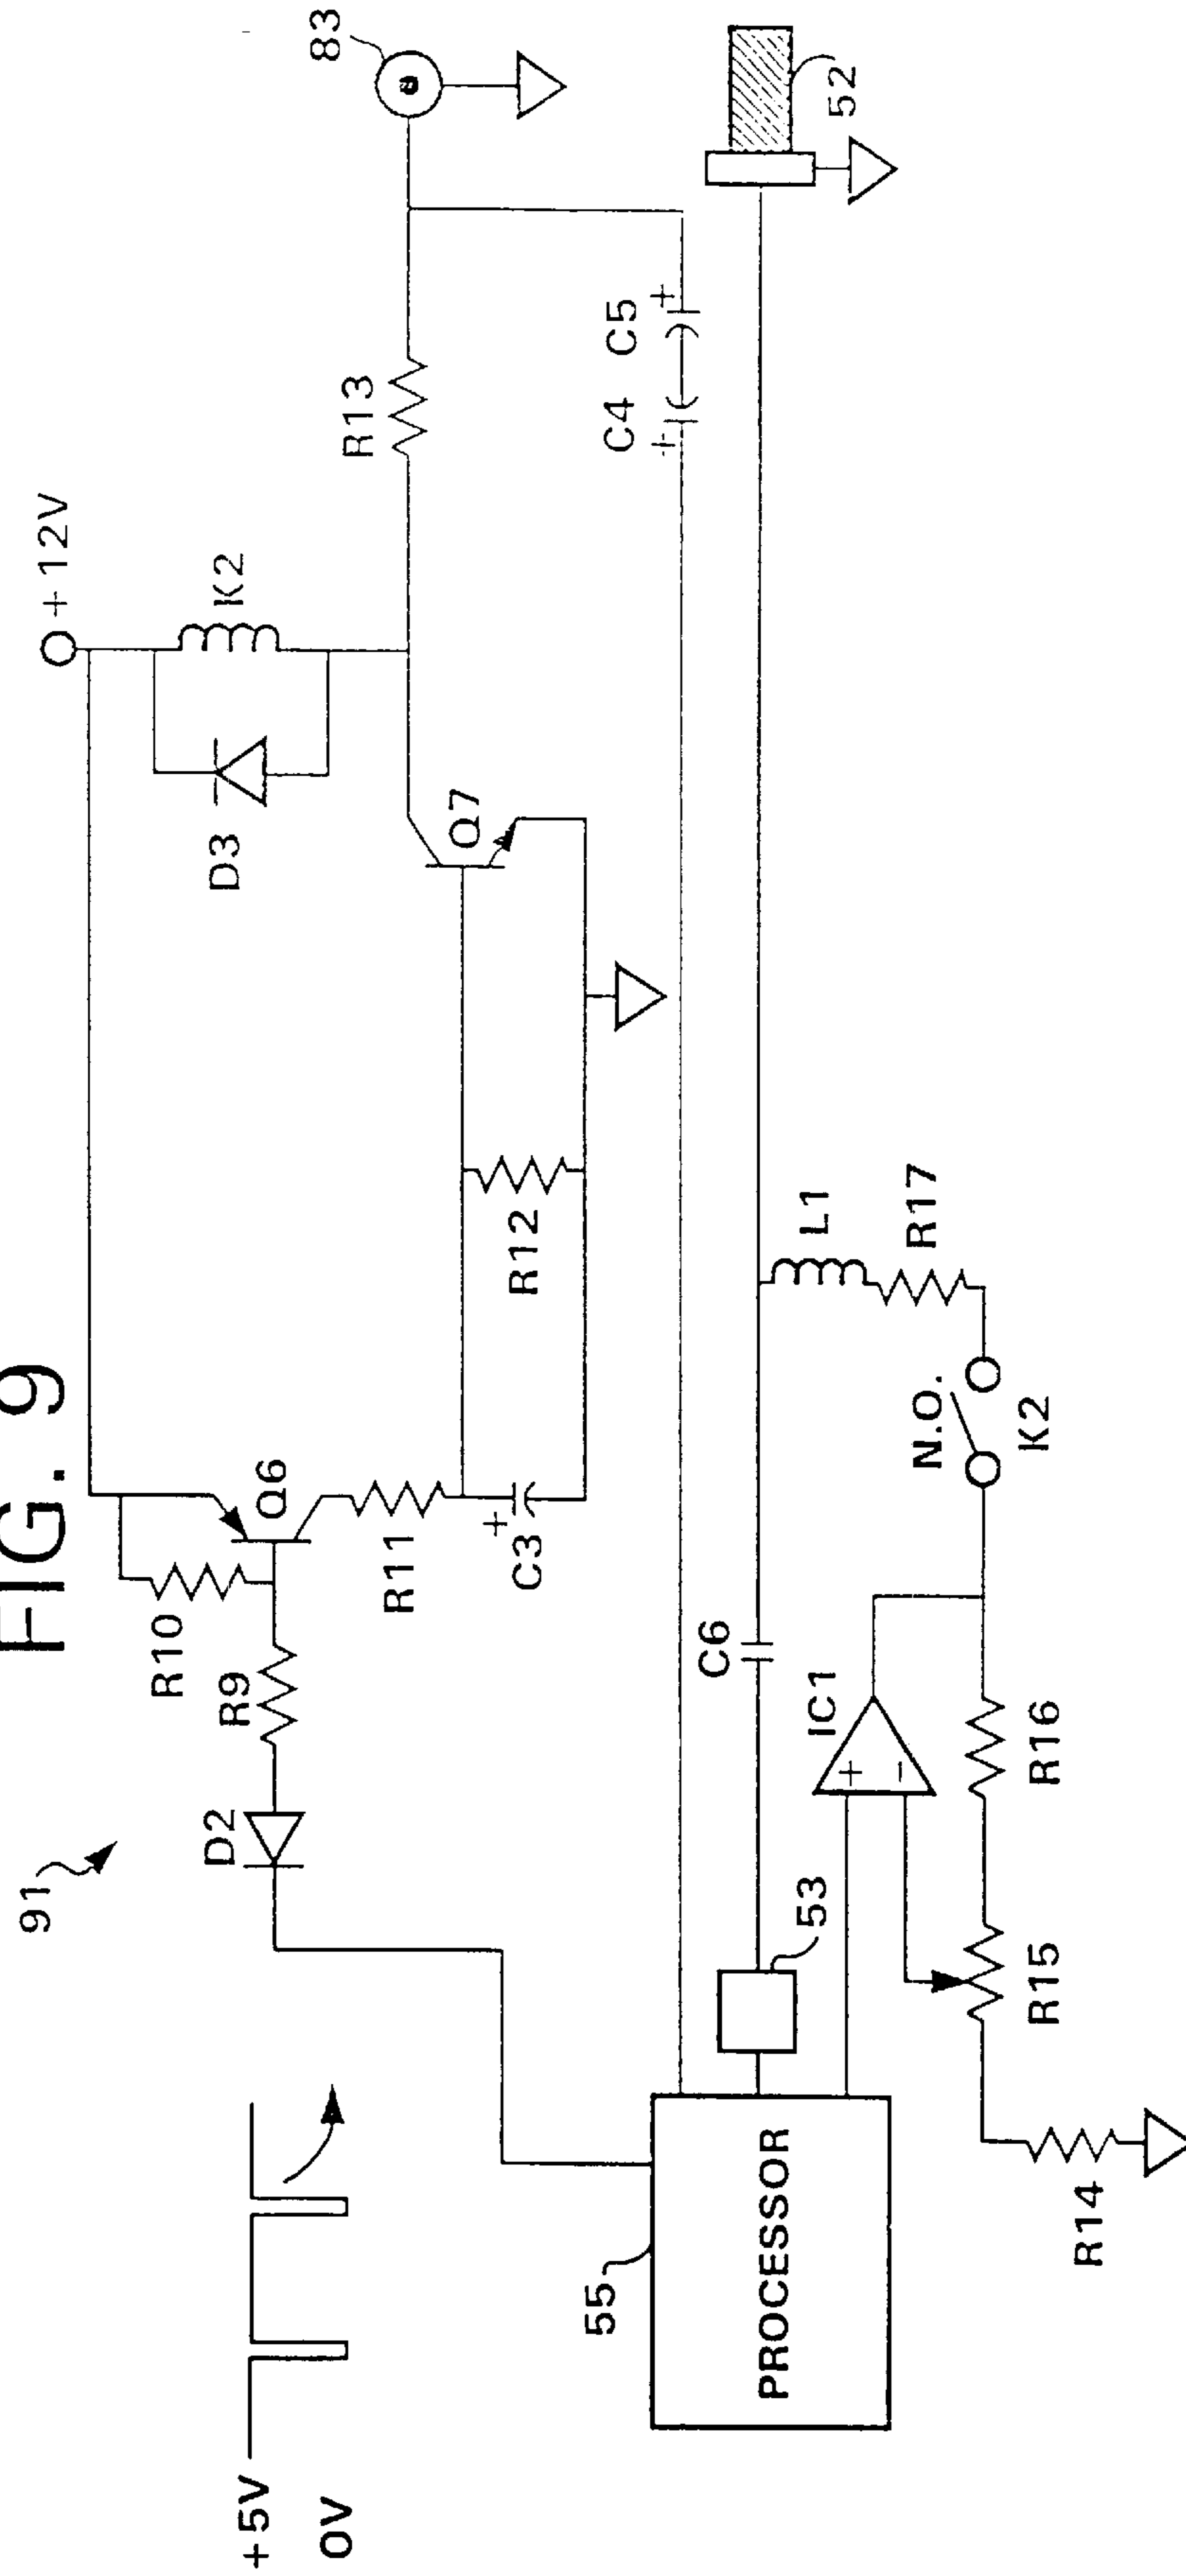 FIG. 9
91
+5V
0V
+12V
83
D3
K2
R10
Q6
D2
R9
R11
C3
R12
Q7
R13
C4
C5
55
PROCESSOR
53
C6
52
IC1
+
−
L1
R17
N.O.
K2
R14
R15
R16
+
+
+